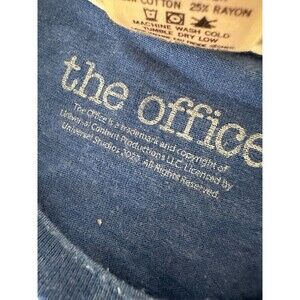 COTTON 25% RAYON
MACHINE WASH COLD
TUMBLE DRY LOW
the office
The Office is a trademark and copyright of
Universal Content Productions LLC. Licensed by
Universal Studios 2020. All Rights Reserved.